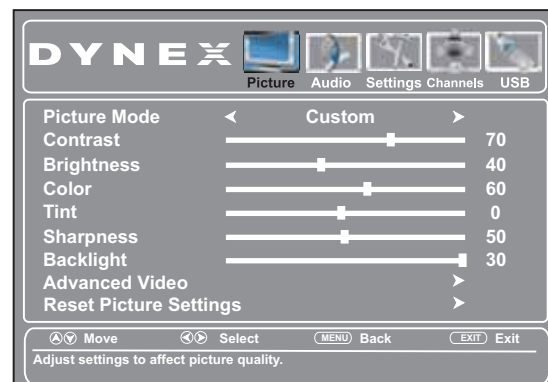 DYNEX
Picture Audio Settings Channels USB
Picture Mode Custom
Contrast 70
Brightness 40
Color 60
Tint 0
Sharpness 50
Backlight 30
Advanced Video
Reset Picture Settings
Move Select MENU Back EXIT Exit
Adjust settings to affect picture quality.